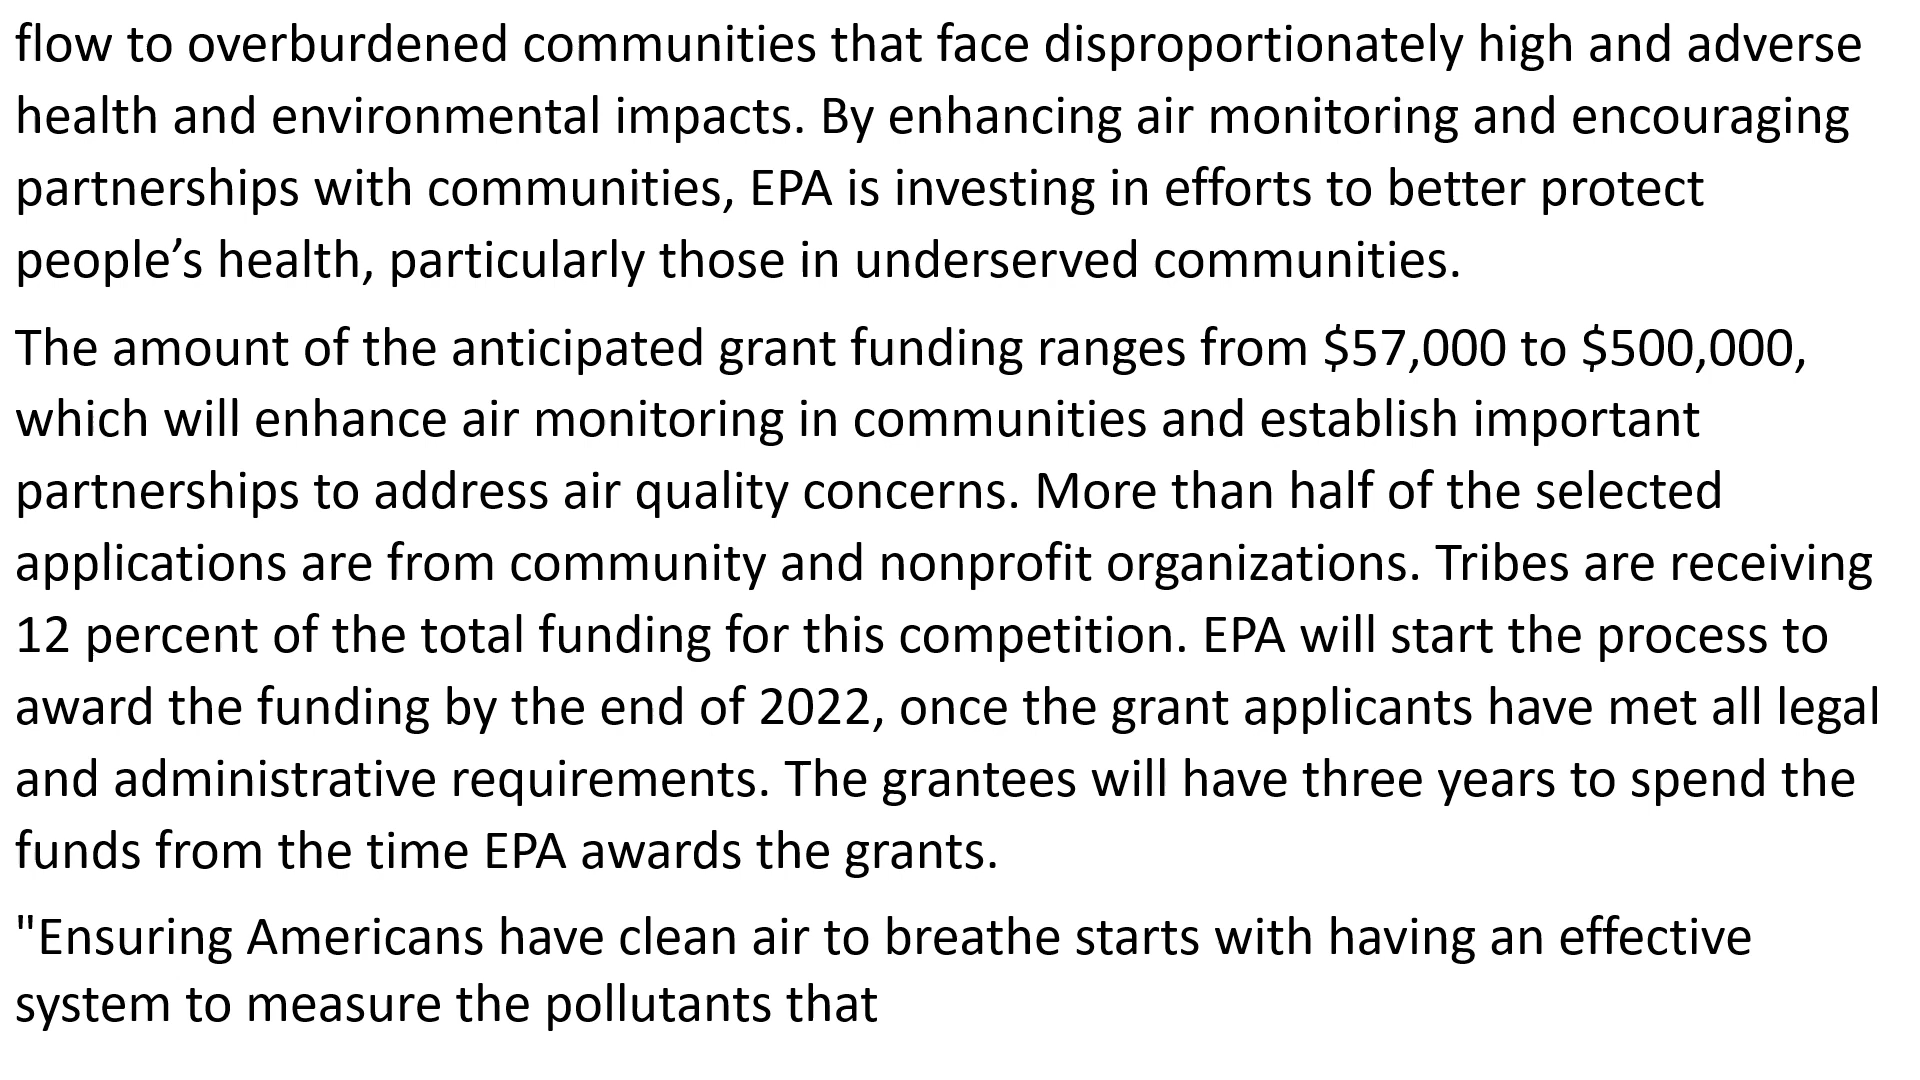 flow to overburdened communities that face disproportionately high and adverse
health and environmental impacts. By enhancing air monitoring and encouraging
partnerships with communities, EPA is investing in efforts to better protect
people’s health, particularly those in underserved communities.
The amount of the anticipated grant funding ranges from $57,000 to $500,000,
which will enhance air monitoring in communities and establish important
partnerships to address air quality concerns. More than half of the selected
applications are from community and nonprofit organizations. Tribes are receiving
12 percent of the total funding for this competition. EPA will start the process to
award the funding by the end of 2022, once the grant applicants have met all legal
and administrative requirements. The grantees will have three years to spend the
funds from the time EPA awards the grants.
"Ensuring Americans have clean air to breathe starts with having an effective
system to measure the pollutants that